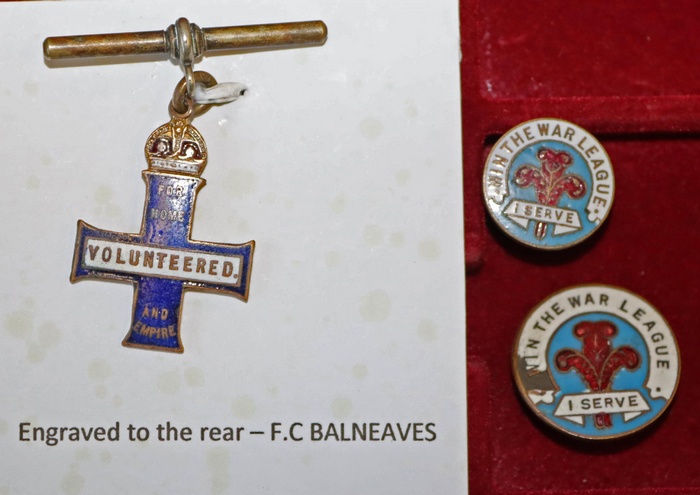 FOR
HOME
VOLUNTEERED.
AND
EMPIRE
Engraved to the rear – F.C BALNEAVES
WIN THE WAR LEAGUE
I SERVE
WIN THE WAR LEAGUE
I SERVE